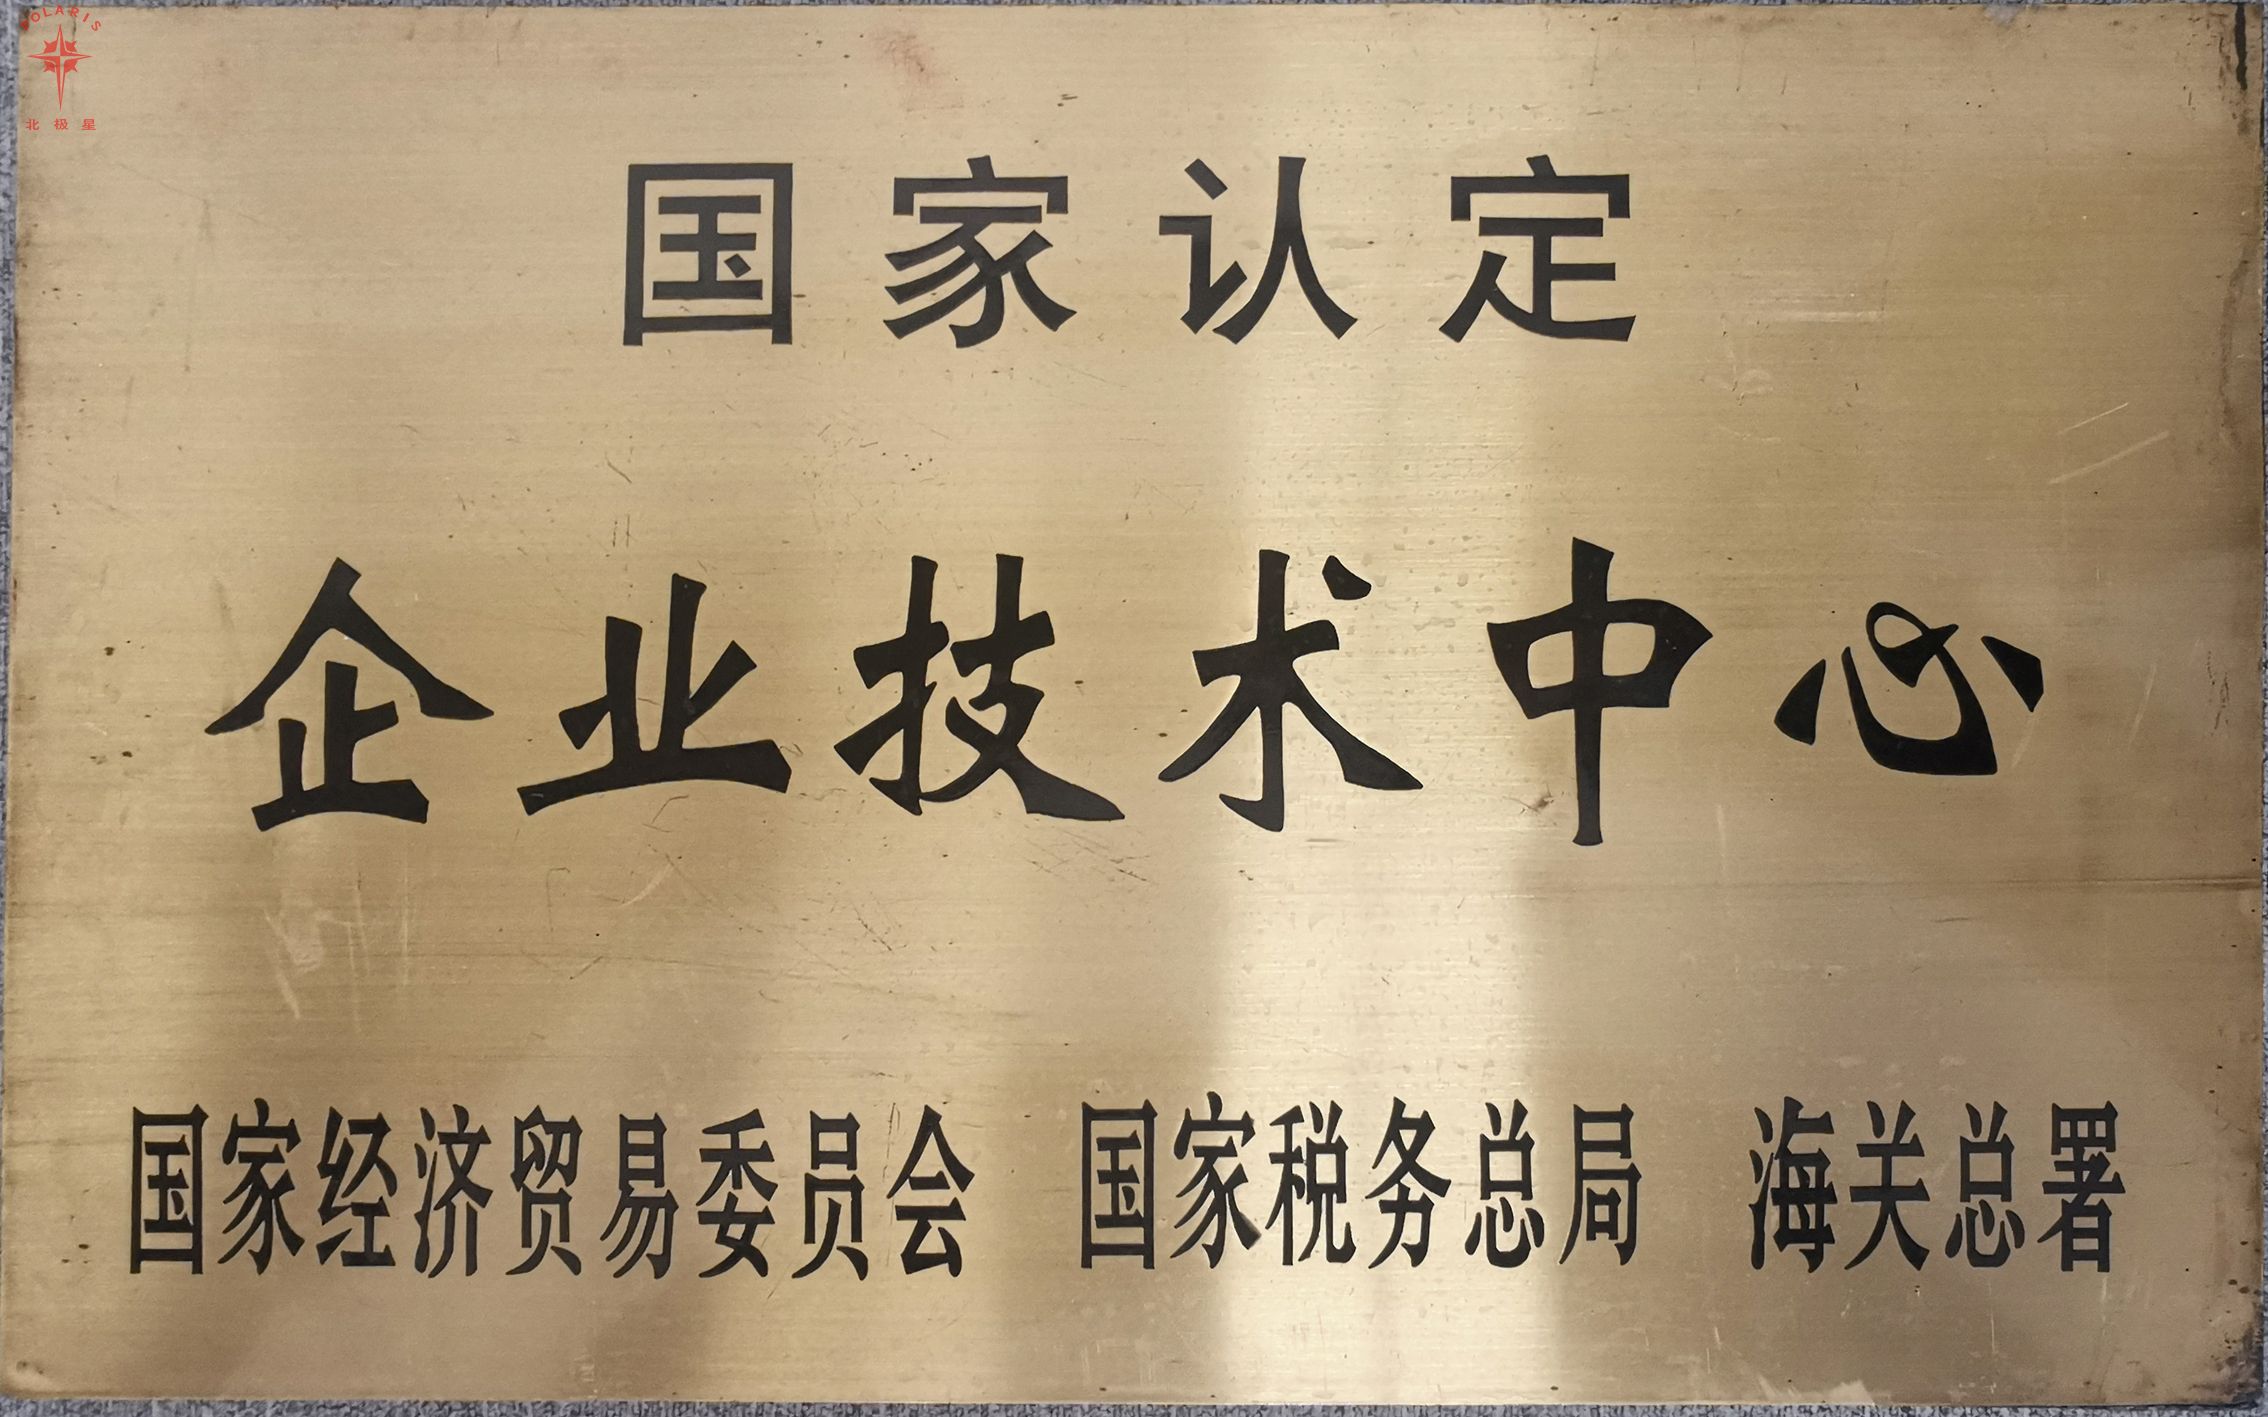 POLARIS
北极星
国家认定
企业技术中心
国家经济贸易委员会 国家税务总局 海关总署